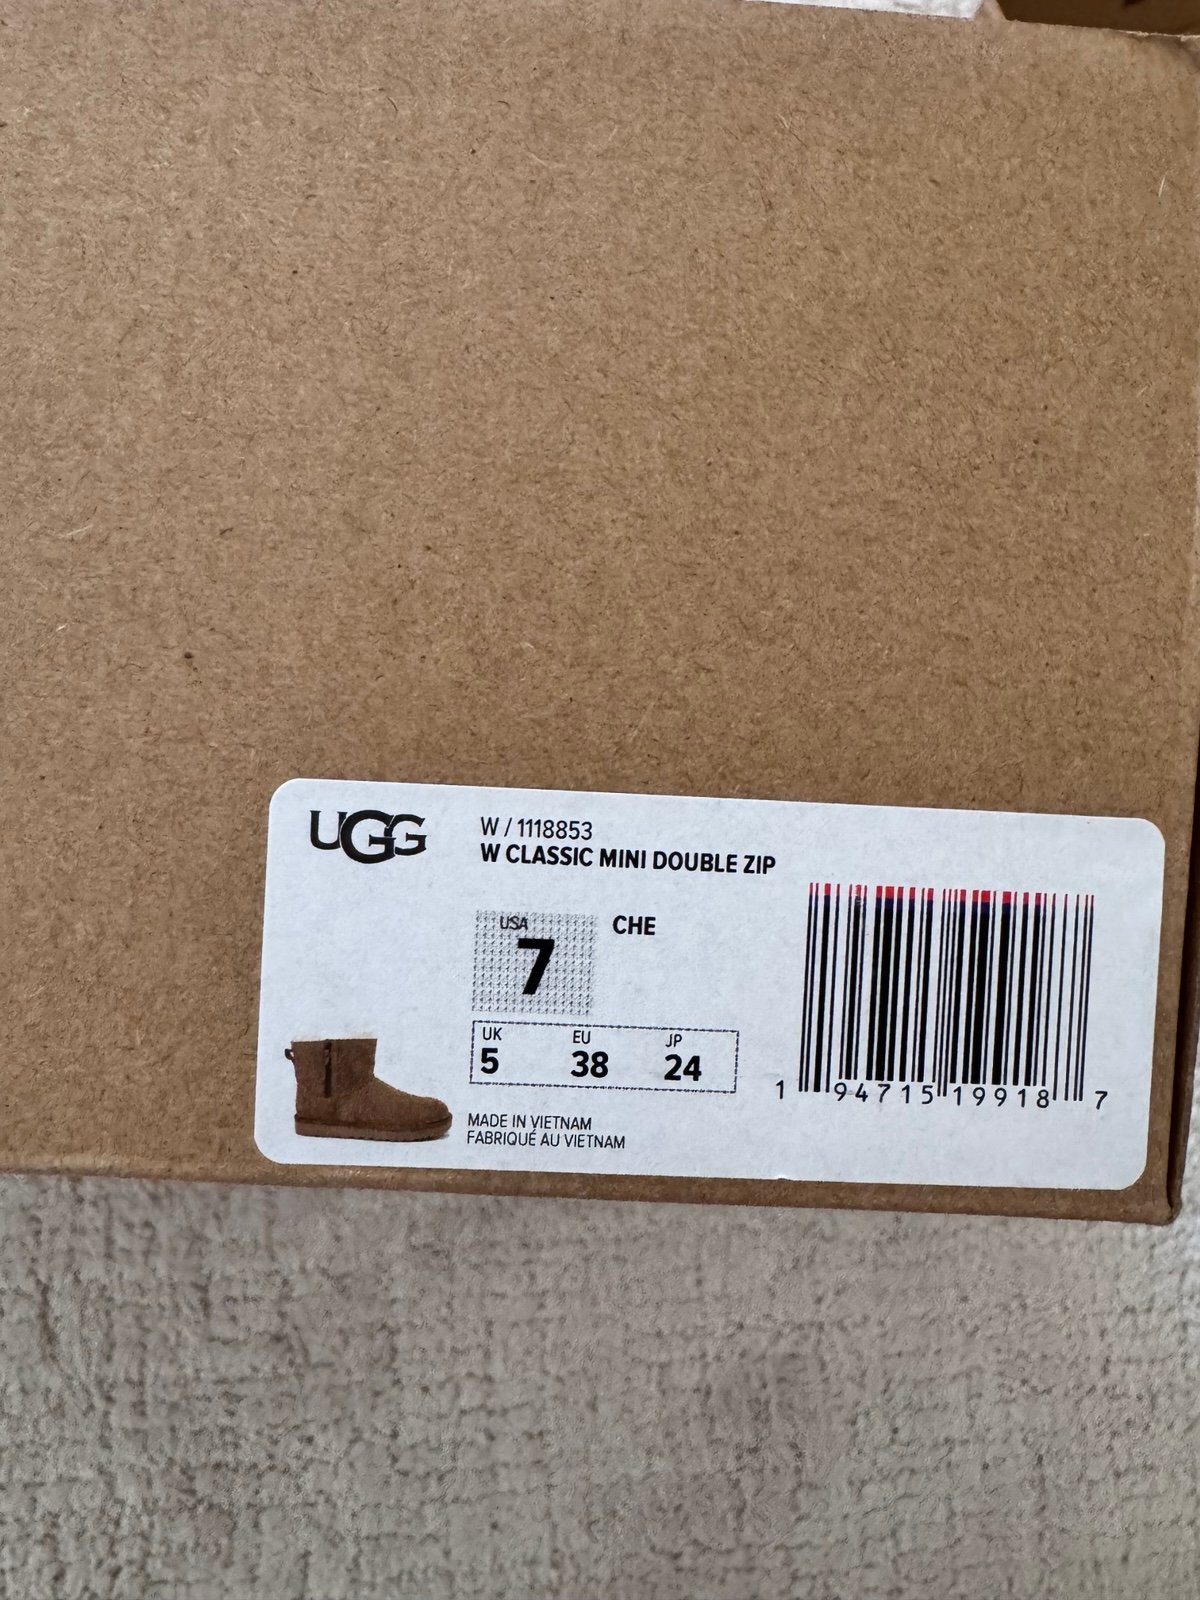 UGG
W / 1118853
W CLASSIC MINI DOUBLE ZIP
USA
7
CHE
UK EU JP
5 38 24
MADE IN VIETNAM
FABRIQUÉ AU VIETNAM
1 94715 19918 7